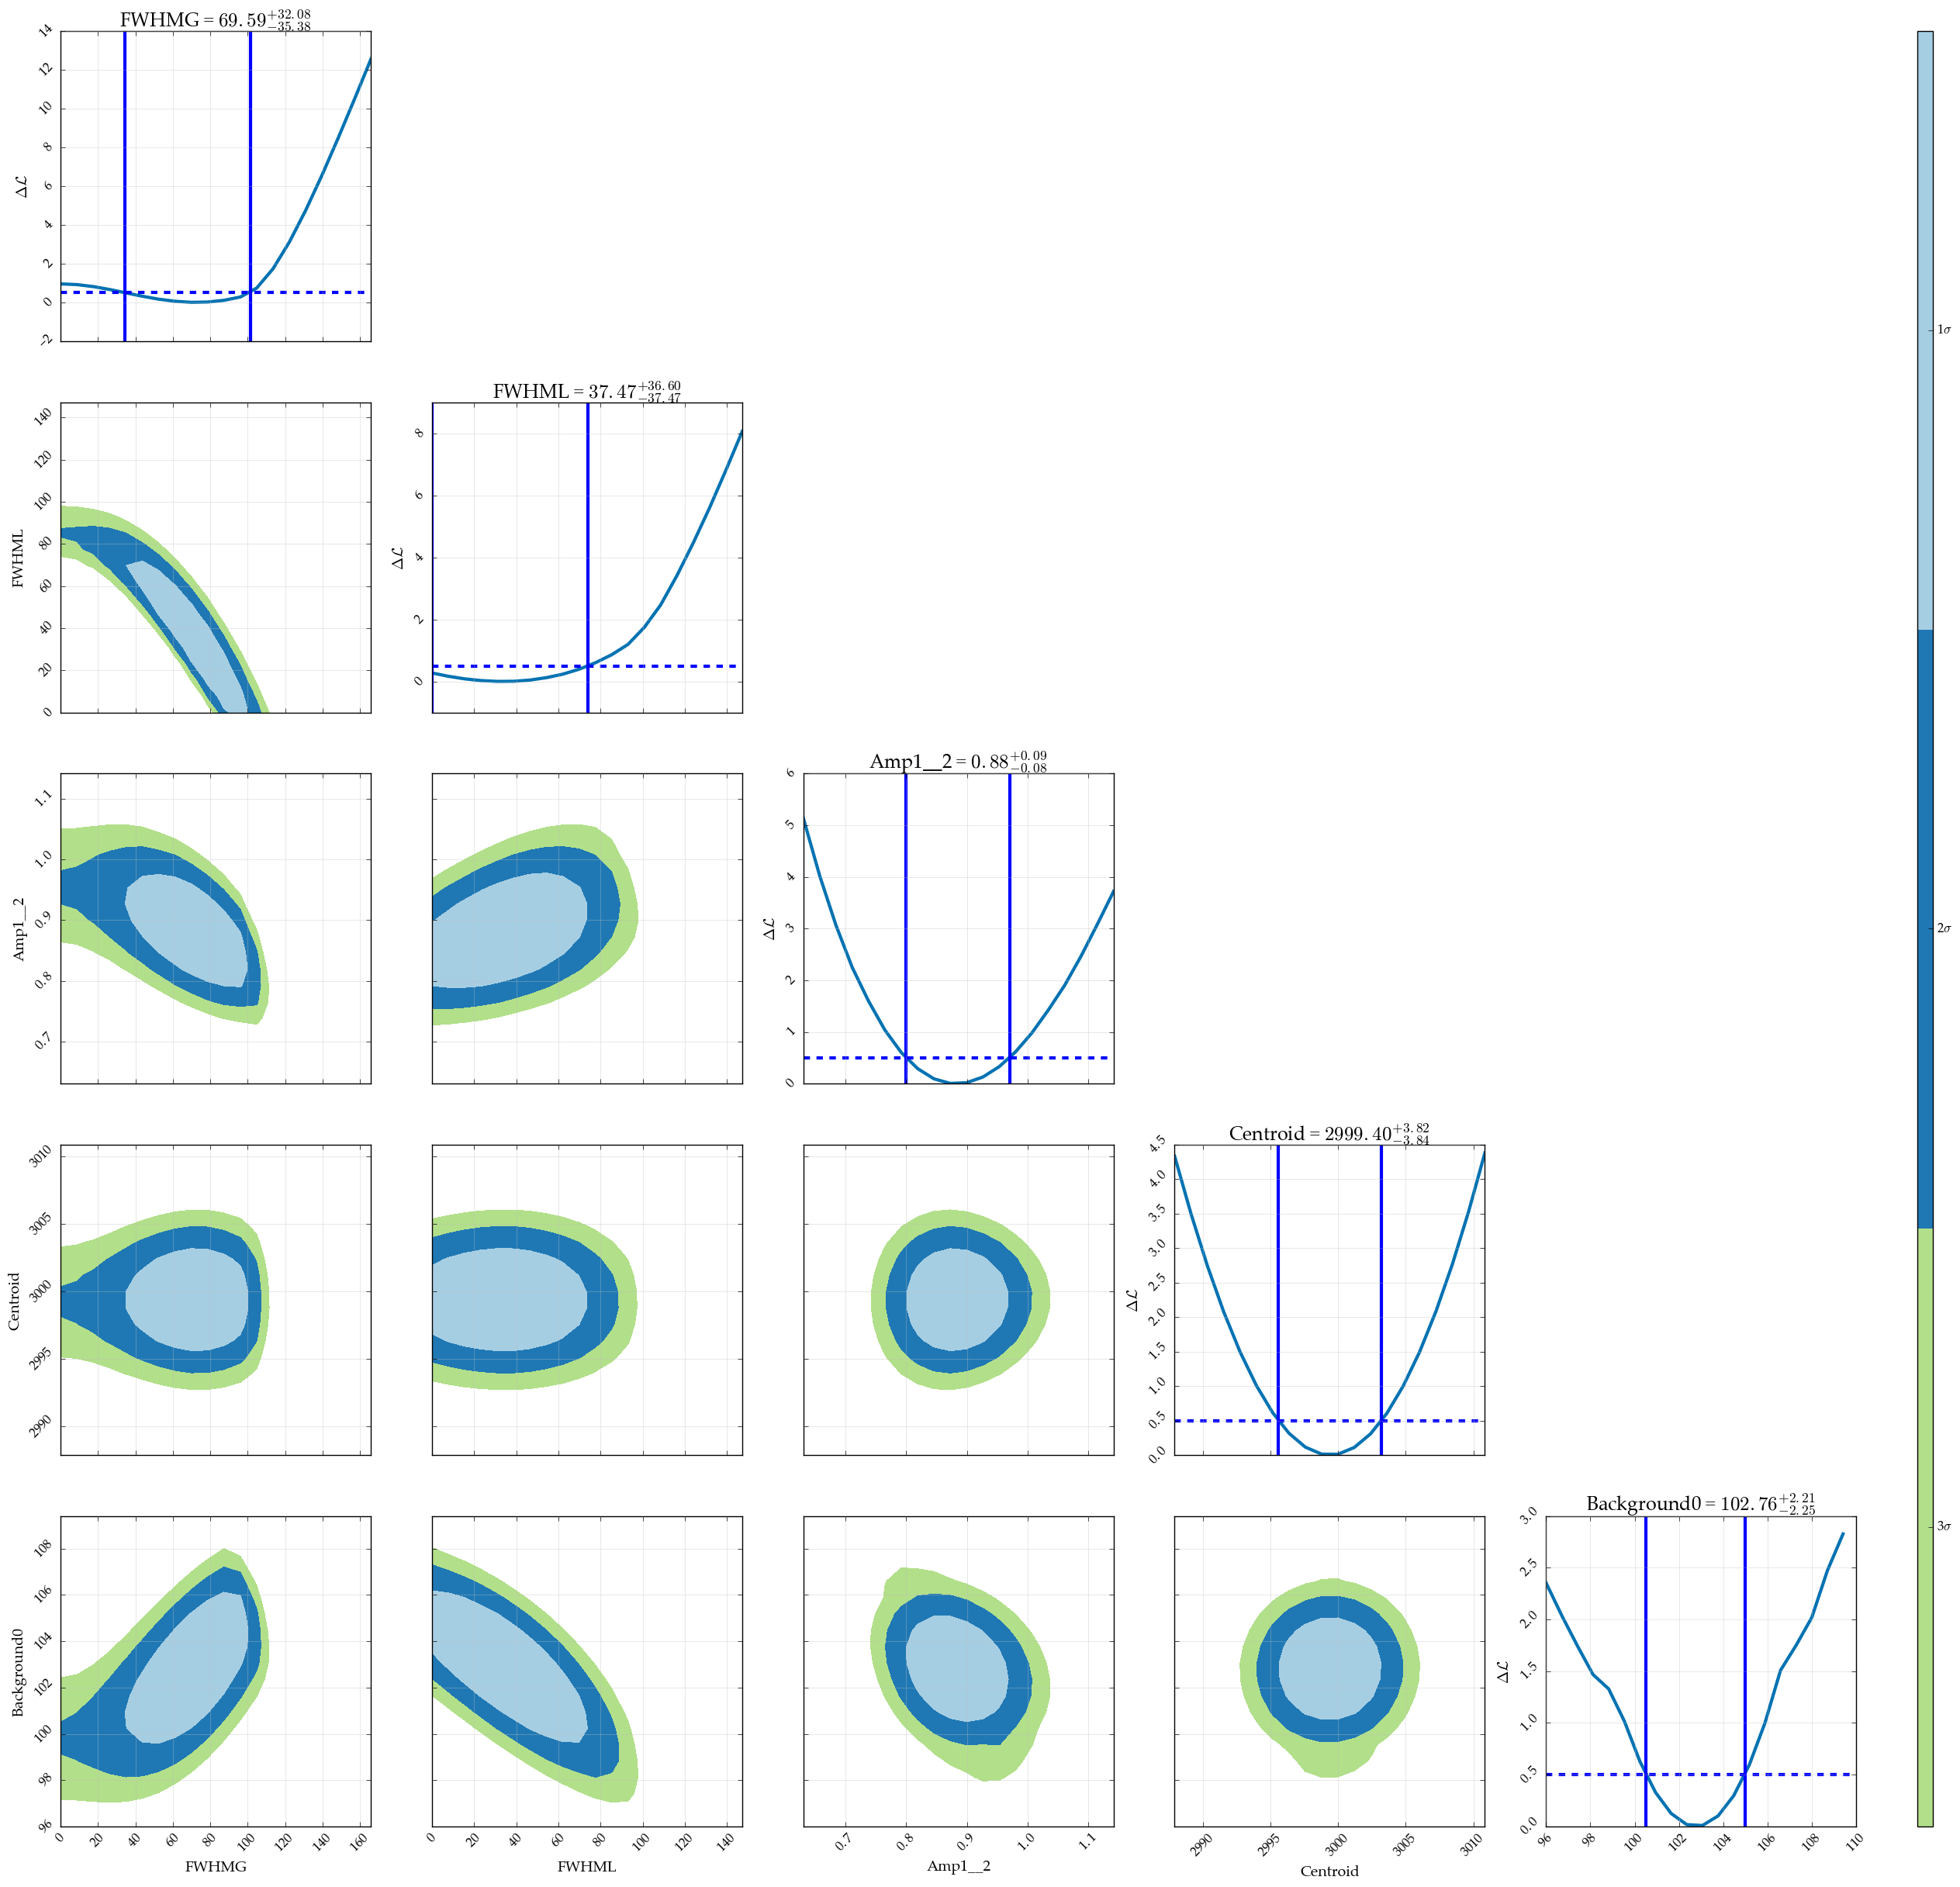 FWHMG = 69.59^{+32.08}_{-35.38}
14
12
10
8
6
4
2
0
−2
Δℒ
1σ
FWHML = 37.47^{+36.60}_{-37.47}
140
120
100
80
60
40
20
0
FWHML
8
6
4
2
0
Δℒ
Amp1__2 = 0.88^{+0.09}_{-0.08}
1.1
1.0
0.9
0.8
0.7
Amp1__2
6
5
4
3
2
1
0
Δℒ
2σ
Centroid = 2999.40^{+3.82}_{-3.84}
3010
3005
3000
2995
2990
Centroid
4.5
4.0
3.5
3.0
2.5
2.0
1.5
1.0
0.5
0.0
Δℒ
Background0 = 102.76^{+2.21}_{-2.25}
108
106
104
102
100
98
96
Background0
3.0
2.5
2.0
1.5
1.0
0.5
0.0
Δℒ
3σ
0 20 40 60 80 100 120 140 160
FWHMG
0 20 40 60 80 100 120 140
FWHML
0.7 0.8 0.9 1.0 1.1
Amp1__2
2990 2995 3000 3005 3010
Centroid
96 98 100 102 104 106 108 110